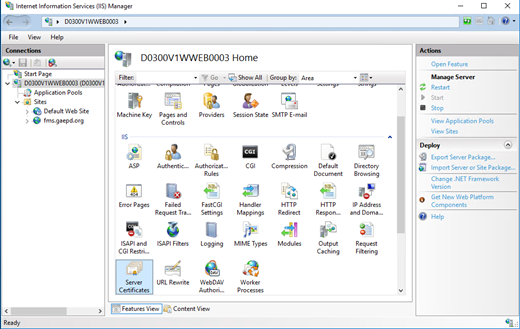 Internet Information Services (IIS) Manager
D0300V1WWEB0003
File View Help
Connections
Start Page
D0300V1WWEB0003 (D0300V1
Application Pools
Sites
Default Web Site
fms.gaepd.org
D0300V1WWEB0003 Home
Filter: Go Show All Group by: Area
Machine Key
Pages and Controls
Providers
Session State
SMTP E-mail
IIS
ASP
Authentic...
Authorizat... Rules
CGI
Compression
Default Document
Directory Browsing
Error Pages
Failed Request Tra...
FastCGI Settings
Handler Mappings
HTTP Redirect
HTTP Respon...
IP Address and Doma...
ISAPI and CGI Restri...
ISAPI Filters
Logging
MIME Types
Modules
Output Caching
Request Filtering
Server Certificates
URL Rewrite
WebDAV Authori...
Worker Processes
Features View
Content View
Actions
Open Feature
Manage Server
Restart
Start
Stop
View Application Pools
View Sites
Deploy
Export Server Package...
Import Server or Site Package...
Change .NET Framework
Version
Get New Web Platform
Components
Help
Ready